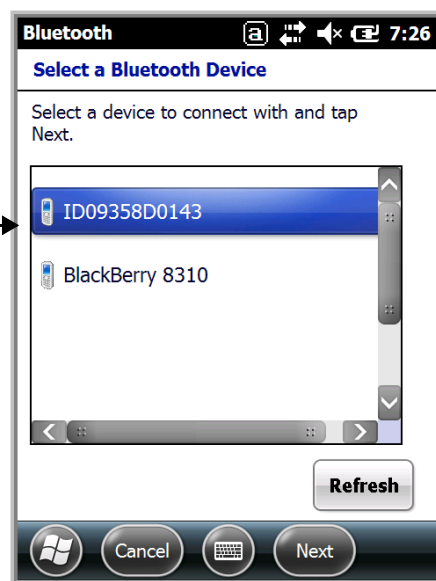 Bluetooth a 7:26
Select a Bluetooth Device
Select a device to connect with and tap
Next.
ID09358D0143
BlackBerry 8310
Refresh
Cancel Next